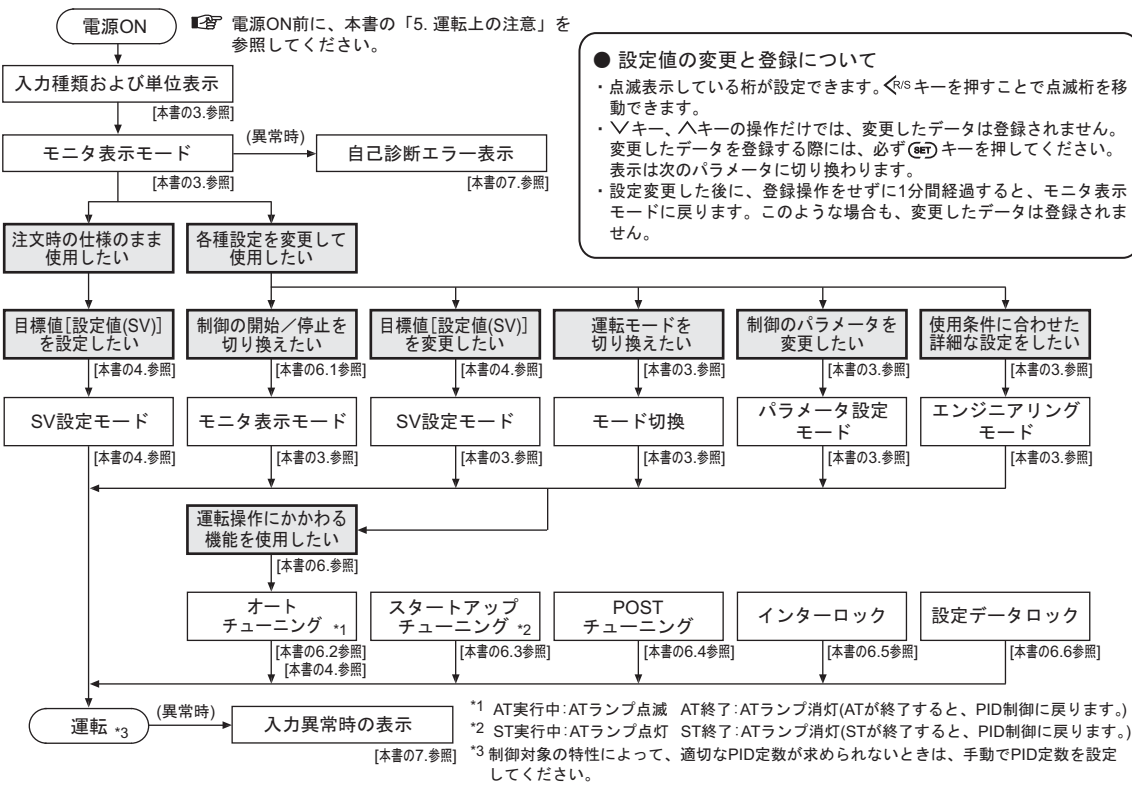 電源ON
☞ 電源ON前に、本書の「5. 運転上の注意」を
参照してください。
入力種類および単位表示
[本書の3.参照]
モニタ表示モード
[本書の3.参照]
(異常時)
自己診断エラー表示
[本書の7.参照]
● 設定値の変更と登録について
・点滅表示している桁が設定できます。<R/S キーを押すことで点滅桁を移
動できます。
・∨キー、∧キーの操作だけでは、変更したデータは登録されません。
変更したデータを登録する際には、必ず SET キーを押してください。
表示は次のパラメータに切り換わります。
・設定変更した後に、登録操作をせずに1分間経過すると、モニタ表示
モードに戻ります。このような場合も、変更したデータは登録されま
せん。
注文時の仕様のまま
使用したい
各種設定を変更して
使用したい
目標値[設定値(SV)]
を設定したい
[本書の4.参照]
制御の開始／停止を
切り換えたい
[本書の6.1参照]
目標値[設定値(SV)]
を変更したい
[本書の4.参照]
運転モードを
切り換えたい
[本書の3.参照]
制御のパラメータを
変更したい
[本書の3.参照]
使用条件に合わせた
詳細な設定をしたい
[本書の3.参照]
SV設定モード
[本書の4.参照]
モニタ表示モード
[本書の3.参照]
SV設定モード
[本書の3.参照]
モード切換
[本書の3.参照]
パラメータ設定
モード
[本書の3.参照]
エンジニアリング
モード
[本書の3.参照]
運転操作にかかわる
機能を使用したい
[本書の6.参照]
オート
チューニング *1
[本書の6.2参照]
[本書の4.参照]
スタートアップ
チューニング *2
[本書の6.3参照]
POST
チューニング
[本書の6.4参照]
インターロック
[本書の6.5参照]
設定データロック
[本書の6.6参照]
運転 *3
(異常時)
入力異常時の表示
[本書の7.参照]
*1 AT実行中:ATランプ点滅 AT終了:ATランプ消灯(ATが終了すると、PID制御に戻ります。)
*2 ST実行中:ATランプ点灯 ST終了:ATランプ消灯(STが終了すると、PID制御に戻ります。)
*3 制御対象の特性によって、適切なPID定数が求められないときは、手動でPID定数を設定
してください。